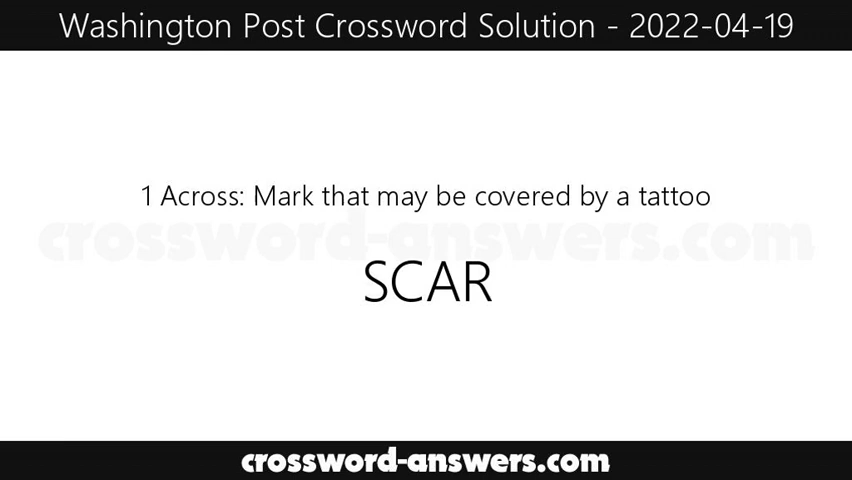 Washington Post Crossword Solution - 2022-04-19
1 Across: Mark that may be covered by a tattoo
crossword-answers.com
SCAR
crossword-answers.com